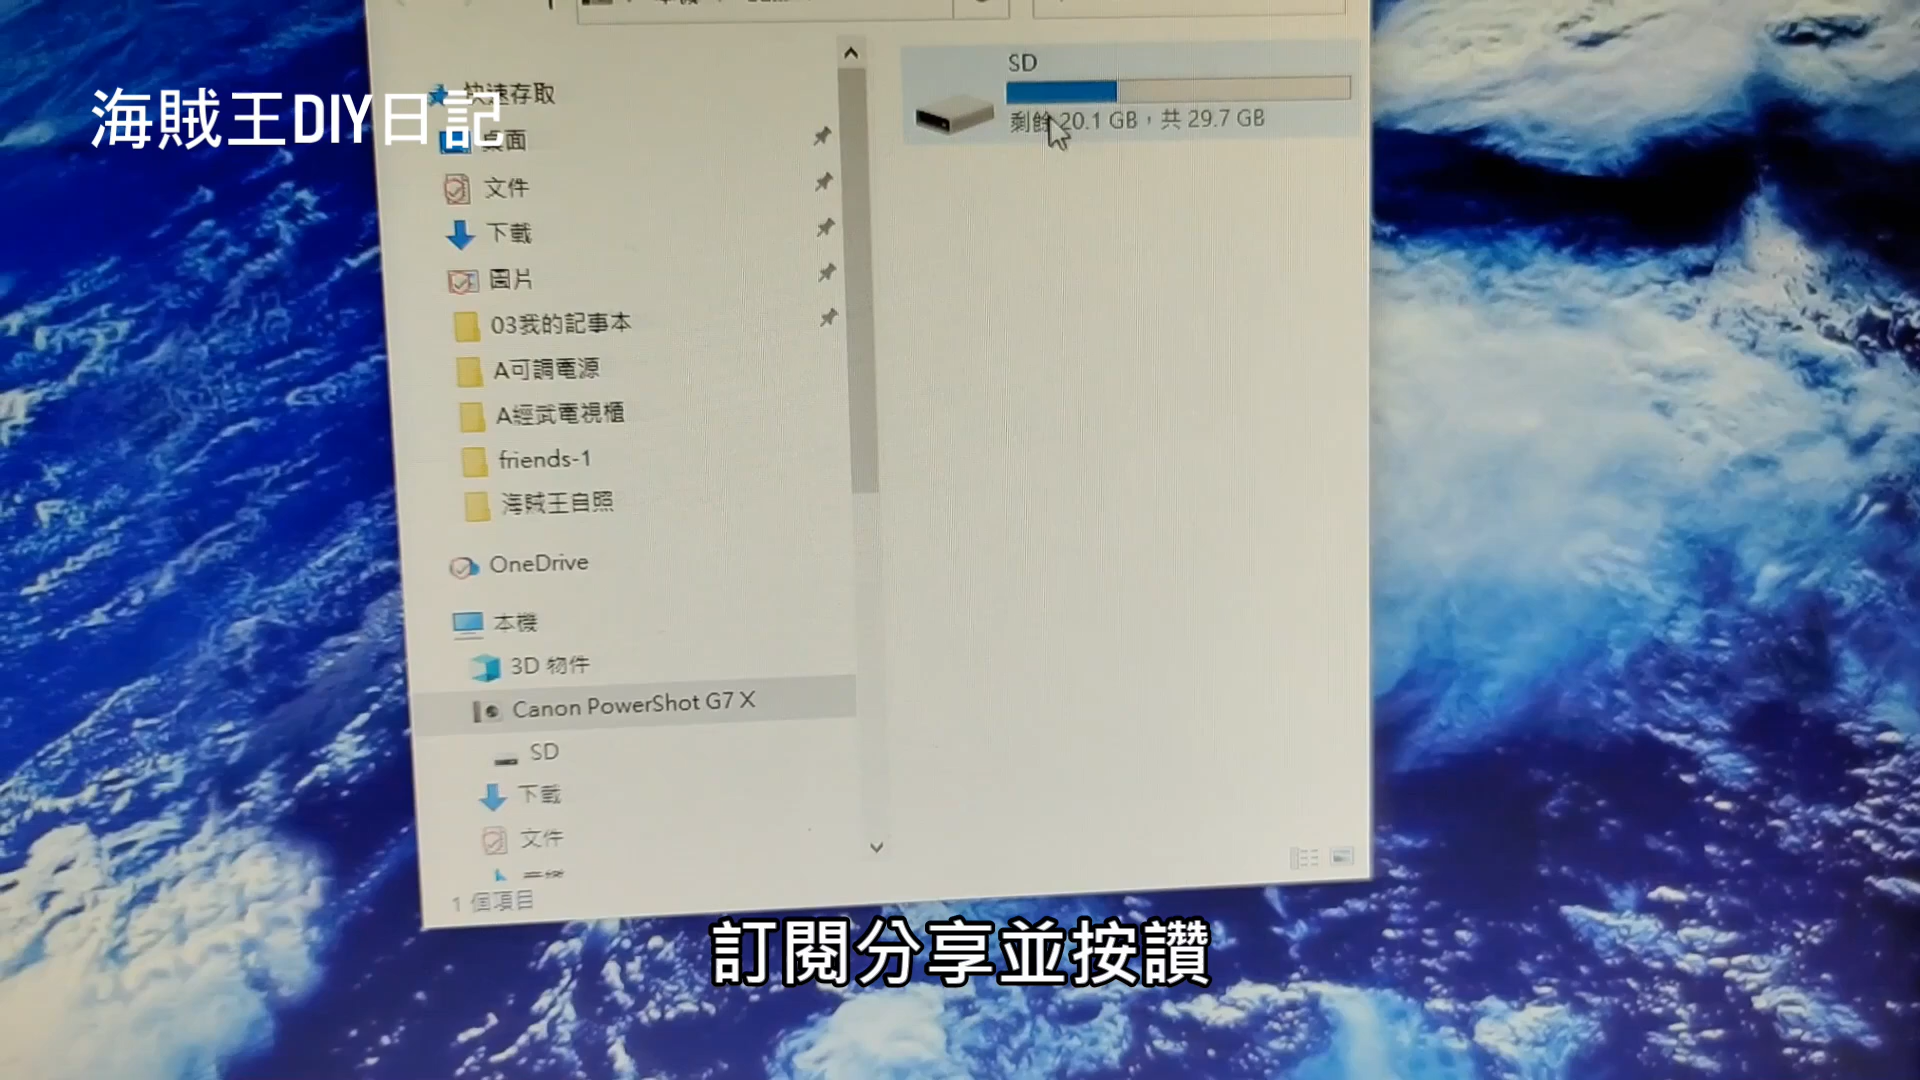 海賊王DIY日記
快速存取
桌面
文件
下載
圖片
03我的記事本
A可調電源
A經武電視櫃
friends-1
海賊王自照
OneDrive
本機
3D 物件
Canon PowerShot G7 X
SD
下載
文件
1 個項目
SD
剩餘 20.1 GB，共 29.7 GB
訂閱分享並按讚